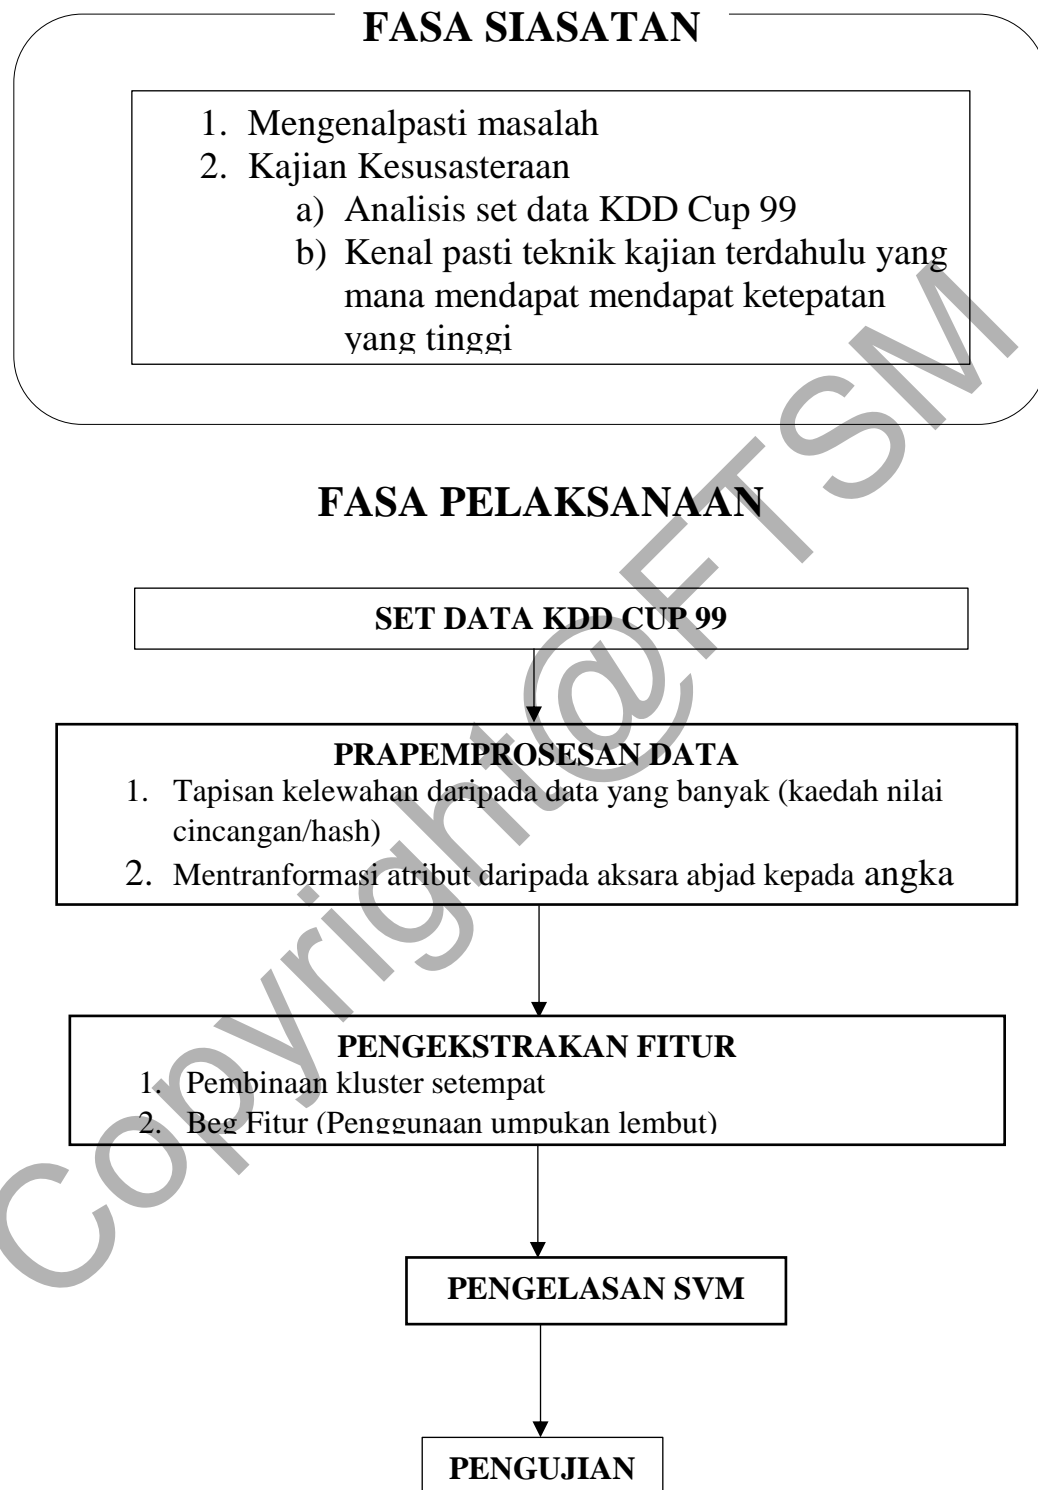 FASA SIASATAN
1. Mengenalpasti masalah
2. Kajian Kesusasteraan
a) Analisis set data KDD Cup 99
b) Kenal pasti teknik kajian terdahulu yang
mana mendapat mendapat ketepatan
yang tinggi
FASA PELAKSANAAN
SET DATA KDD CUP 99
PRAPEMPROSESAN DATA
1. Tapisan kelewahan daripada data yang banyak (kaedah nilai
cincangan/hash)
2. Mentranformasi atribut daripada aksara abjad kepada angka
PENGEKSTRAKAN FITUR
1. Pembinaan kluster setempat
2. Beg Fitur (Penggunaan umpukan lembut)
PENGELASAN SVM
PENGUJIAN
Copyright@FTSM